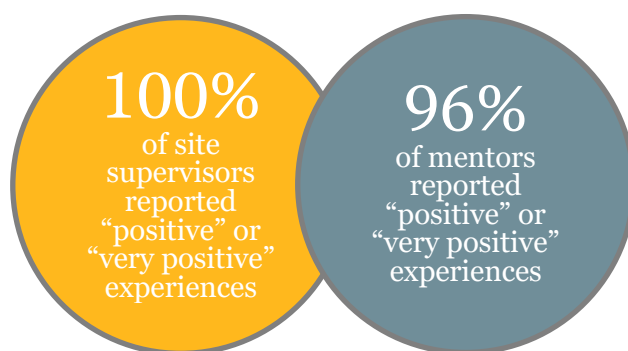 100%
of site
supervisors
reported
“positive” or
“very positive”
experiences
96%
of mentors
reported
“positive” or
“very positive”
experiences